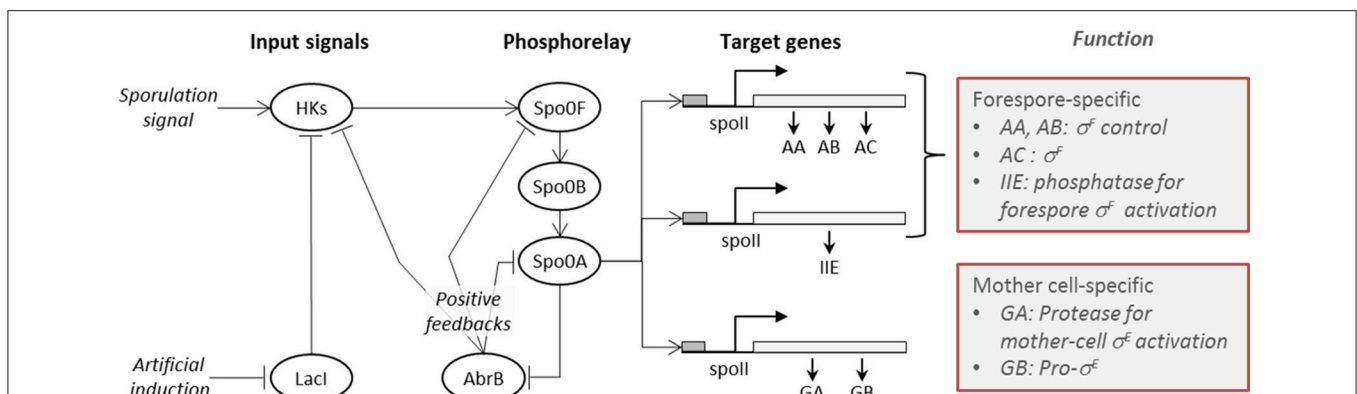 Input signals
Phosphorelay
Target genes
Function
Sporulation
signal
HKs
Spo0F
Spo0B
Spo0A
Positive
feedbacks
Artificial
induction
LacI
AbrB
spoII
AA AB AC
spoII
IIE
spoII
GA GB
Forespore-specific
• AA, AB: σF control
• AC : σF
• IIE: phosphatase for
forespore σF activation
Mother cell-specific
• GA: Protease for
mother-cell σE activation
• GB: Pro-σE